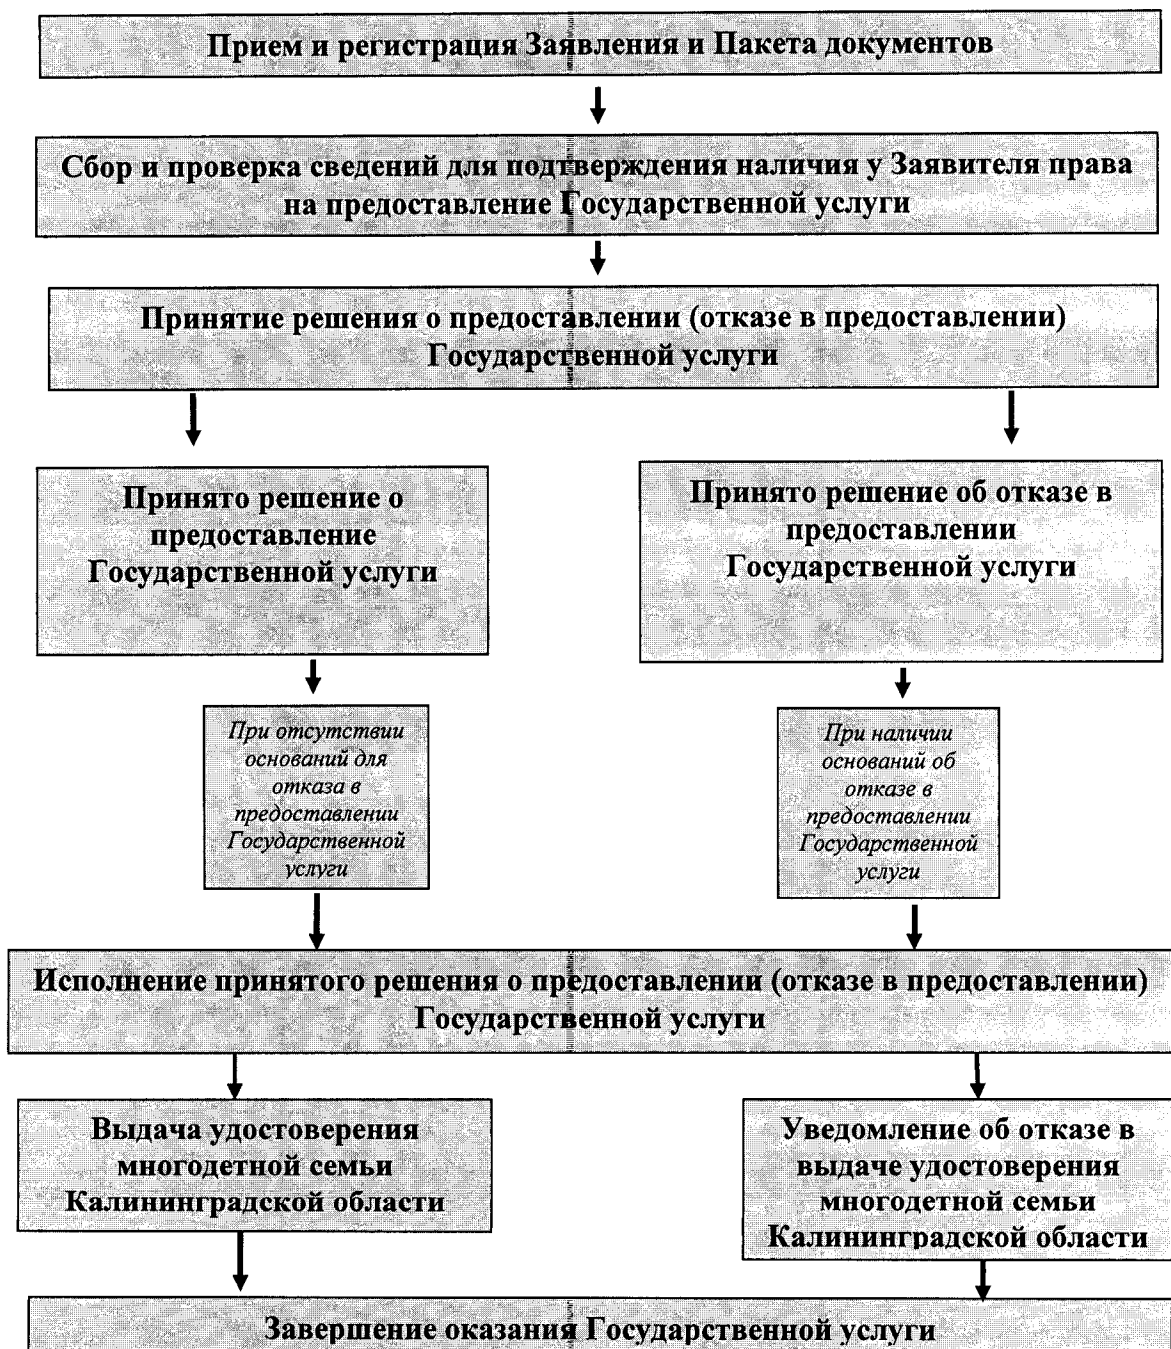 Прием и регистрация Заявления и Пакета документов
Сбор и проверка сведений для подтверждения наличия у Заявителя права
на предоставление Государственной услуги
Принятие решения о предоставлении (отказе в предоставлении)
Государственной услуги
Принято решение о
предоставление
Государственной услуги
Принято решение об отказе в
предоставлении
Государственной услуги
При отсутствии
оснований для
отказа в
предоставлении
Государственной
услуги
При наличии
оснований об
отказе в
предоставлении
Государственной
услуги
Исполнение принятого решения о предоставлении (отказе в предоставлении)
Государственной услуги
Выдача удостоверения
многодетной семьи
Калининградской области
Уведомление об отказе в
выдаче удостоверения
многодетной семьи
Калининградской области
Завершение оказания Государственной услуги